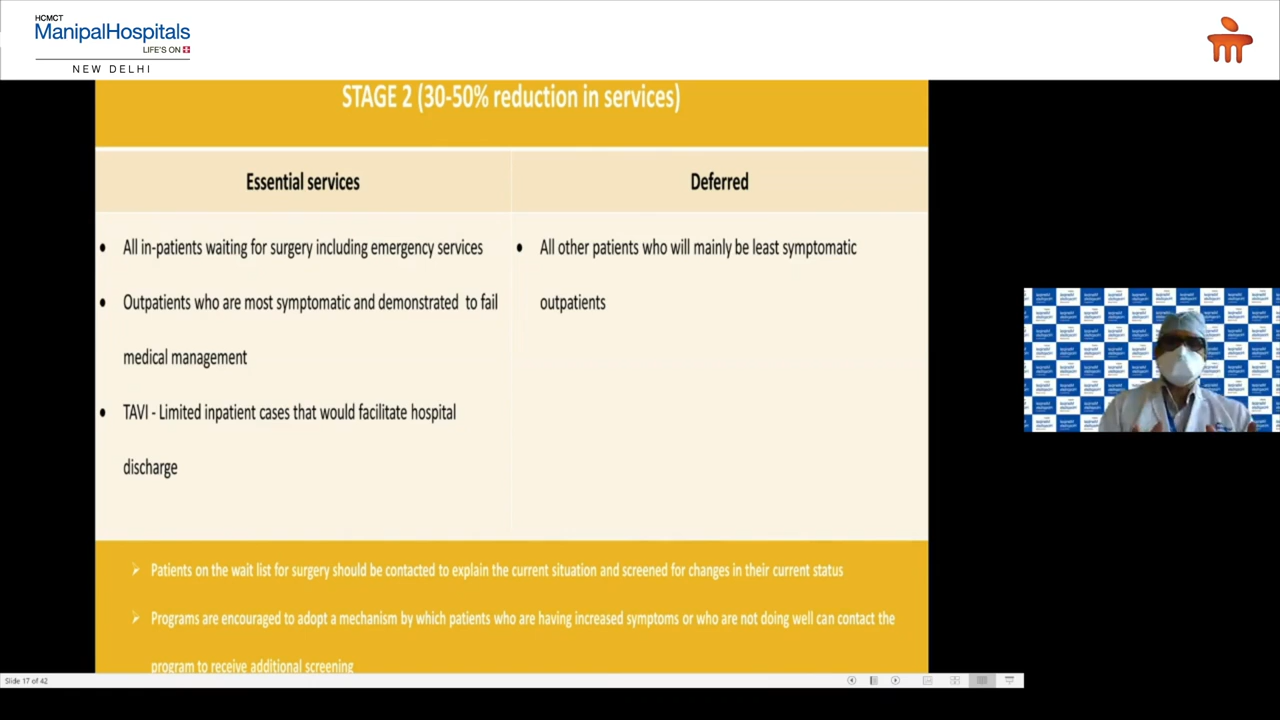 HCMCT
ManipalHospitals
LIFE'S ON
NEW DELHI
STAGE 2 (30-50% reduction in services)
Essential services
Deferred
• All in-patients waiting for surgery including emergency services
• Outpatients who are most symptomatic and demonstrated to fail
medical management
• TAVI - Limited inpatient cases that would facilitate hospital
discharge
• All other patients who will mainly be least symptomatic
outpatients
➢ Patients on the wait list for surgery should be contacted to explain the current situation and screened for changes in their current status
➢ Programs are encouraged to adopt a mechanism by which patients who are having increased symptoms or who are not doing well can contact the
program to receive additional screening
Slide 17 of 42